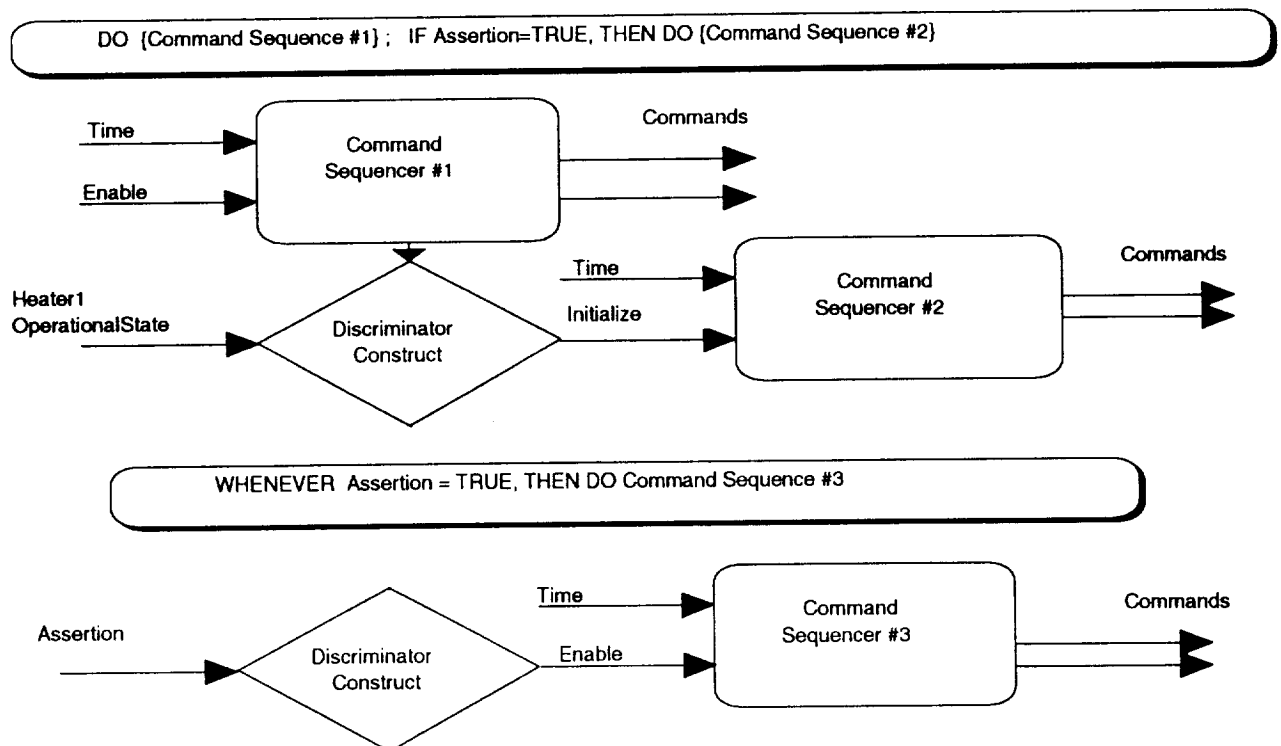 DO {Command Sequence #1} ; IF Assertion=TRUE, THEN DO {Command Sequence #2}
Time
Enable
Command
Sequencer #1
Commands
Heater1
OperationalState
Discriminator
Construct
Time
Initialize
Command
Sequencer #2
Commands
WHENEVER Assertion = TRUE, THEN DO Command Sequence #3
Assertion
Discriminator
Construct
Time
Enable
Command
Sequencer #3
Commands